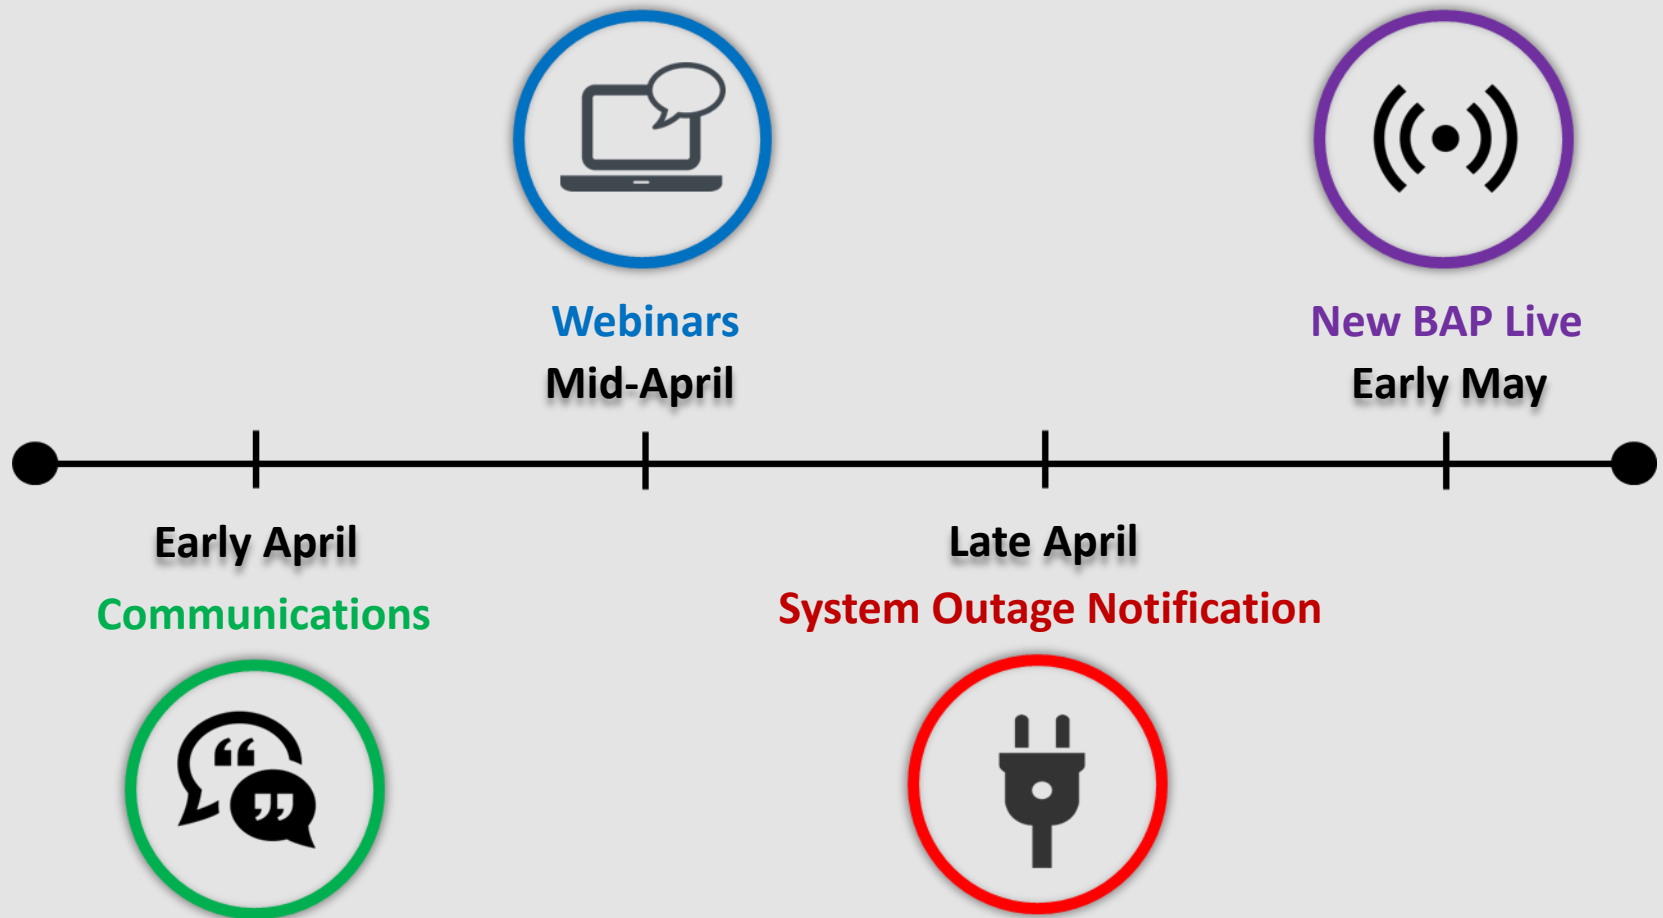 Webinars
Mid-April
New BAP Live
Early May
Early April
Communications
Late April
System Outage Notification